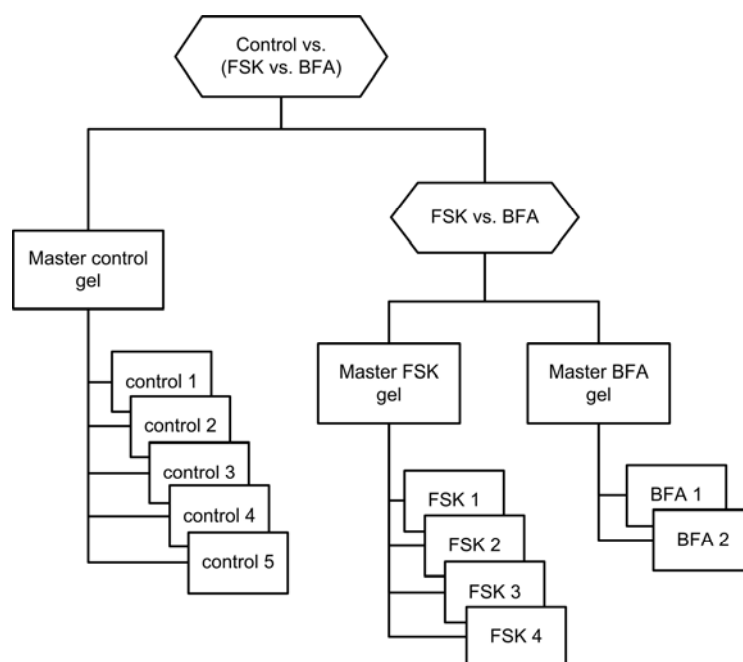 Control vs.
(FSK vs. BFA)
FSK vs. BFA
Master control
gel
Master FSK
gel
Master BFA
gel
control 1
control 2
control 3
control 4
control 5
FSK 1
FSK 2
FSK 3
FSK 4
BFA 1
BFA 2